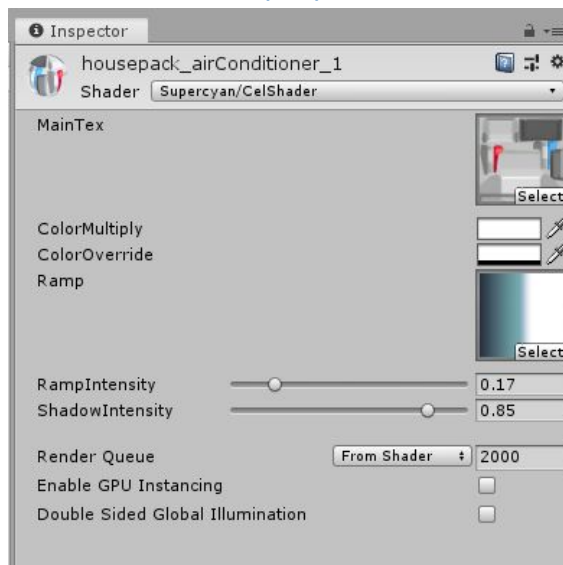 Inspector
housepack_airConditioner_1
Shader Supercyan/CelShader
MainTex
Select
ColorMultiply
ColorOverride
Ramp
Select
RampIntensity 0.17
ShadowIntensity 0.85
Render Queue From Shader 2000
Enable GPU Instancing
Double Sided Global Illumination